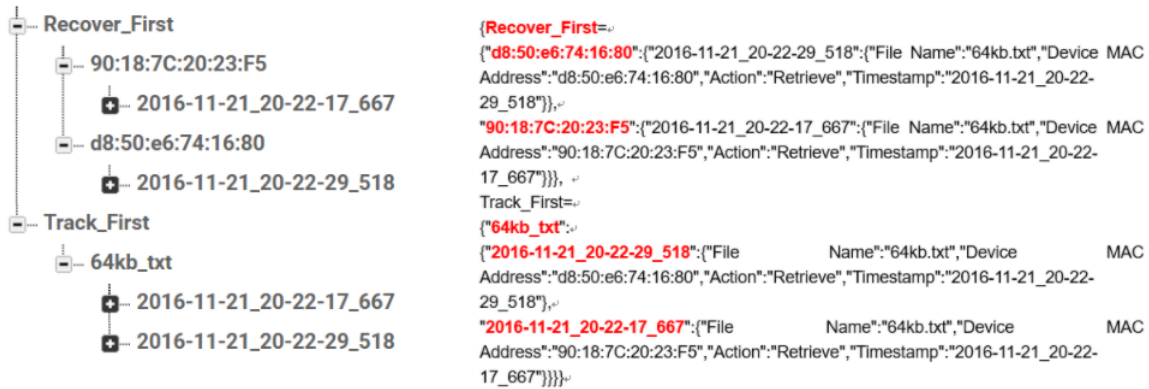 Recover_First
90:18:7C:20:23:F5
2016-11-21_20-22-17_667
d8:50:e6:74:16:80
2016-11-21_20-22-29_518
Track_First
64kb_txt
2016-11-21_20-22-17_667
2016-11-21_20-22-29_518
{Recover_First=↵
{"d8:50:e6:74:16:80":{"2016-11-21_20-22-29_518":{"File Name":"64kb.txt","Device MAC
Address":"d8:50:e6:74:16:80","Action":"Retrieve","Timestamp":"2016-11-21_20-22-
29_518"}},↵
"90:18:7C:20:23:F5":{"2016-11-21_20-22-17_667":{"File Name":"64kb.txt","Device MAC
Address":"90:18:7C:20:23:F5","Action":"Retrieve","Timestamp":"2016-11-21_20-22-
17_667"}}}, ↵
Track_First=↵
{"64kb_txt":↵
{"2016-11-21_20-22-29_518":{"File Name":"64kb.txt","Device MAC
Address":"d8:50:e6:74:16:80","Action":"Retrieve","Timestamp":"2016-11-21_20-22-
29_518"},↵
"2016-11-21_20-22-17_667":{"File Name":"64kb.txt","Device MAC
Address":"90:18:7C:20:23:F5","Action":"Retrieve","Timestamp":"2016-11-21_20-22-
17_667"}}}}↵